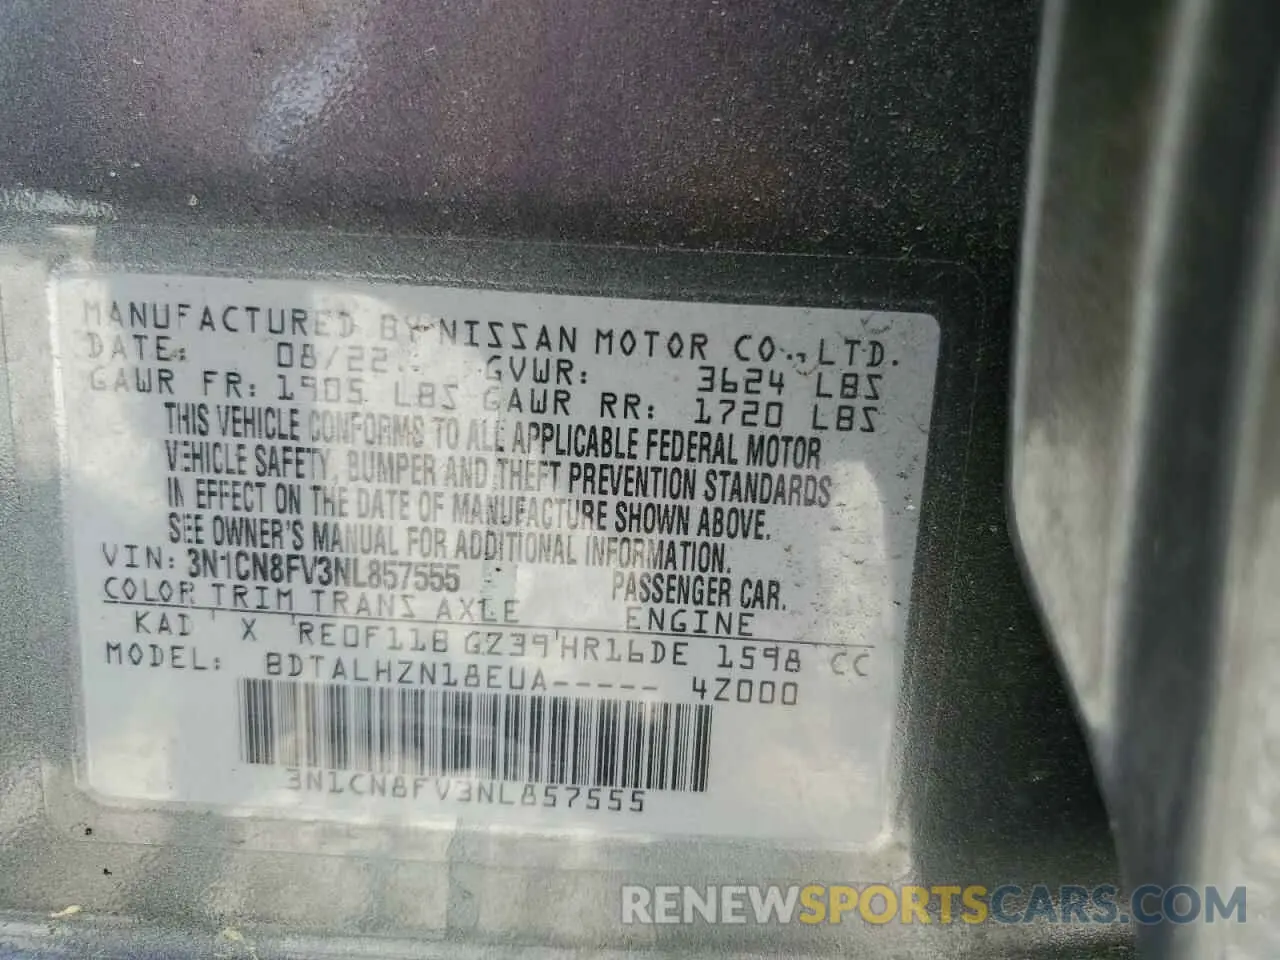 MANUFACTURED BY NISSAN MOTOR CO., LTD.
DATE: 08/22 GVWR: 3624 LBS
GAWR FR: 1905 LBS GAWR RR: 1720 LBS
THIS VEHICLE CONFORMS TO ALL APPLICABLE FEDERAL MOTOR
VEHICLE SAFETY, BUMPER AND THEFT PREVENTION STANDARDS
IN EFFECT ON THE DATE OF MANUFACTURE SHOWN ABOVE.
SEE OWNER'S MANUAL FOR ADDITIONAL INFORMATION.
VIN: 3N1CN8FV3NL857555 PASSENGER CAR.
COLOR TRIM TRANS AXLE ENGINE
KAD ' X 'RE0F11B GZ39'HR16DE 1598 CC
MODEL: BDTALHZN18EUA----- 4Z000
3N1CN8FV3NL857555
RENEWSPORTSCARS.COM